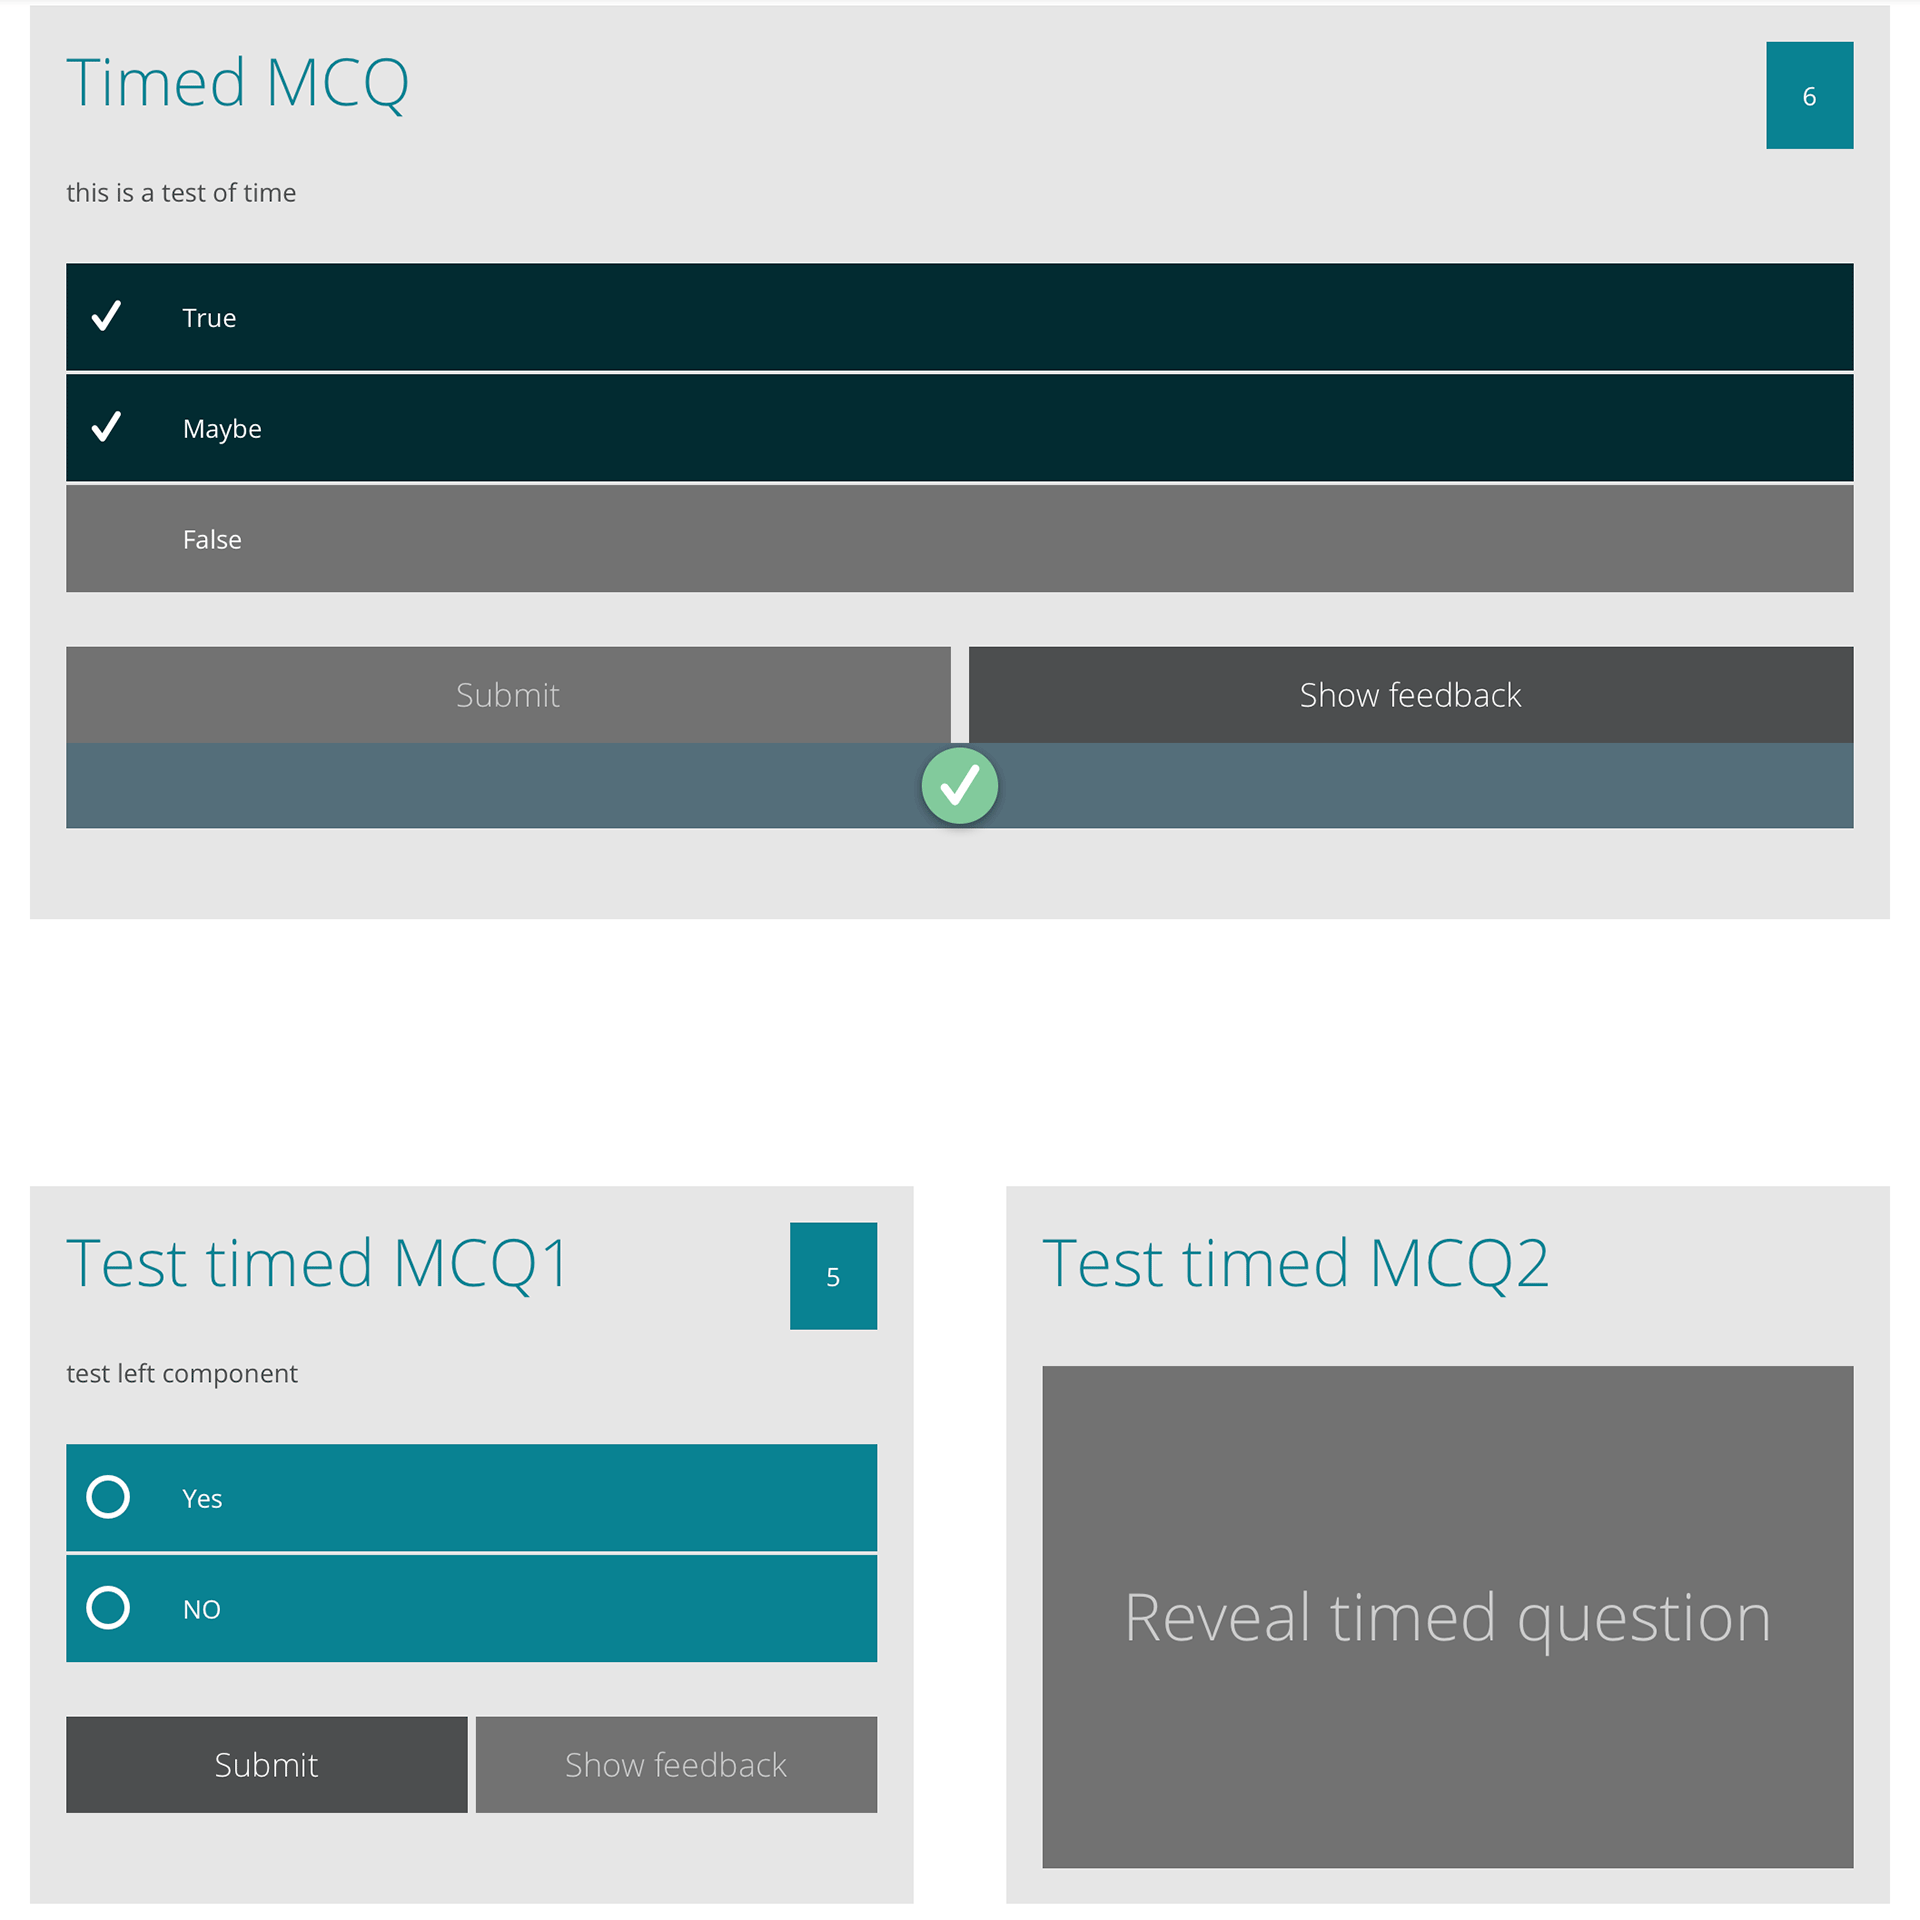 Timed MCQ
6
this is a test of time
True
Maybe
False
Submit
Show feedback
Test timed MCQ1
5
test left component
Yes
NO
Submit
Show feedback
Test timed MCQ2
Reveal timed question